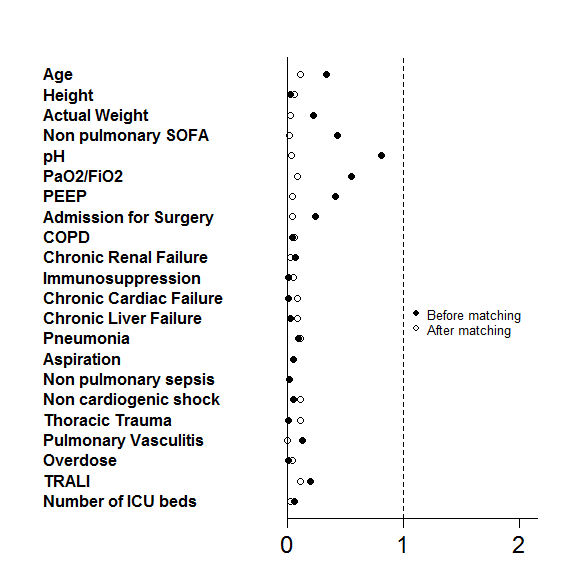 Age
Height
Actual Weight
Non pulmonary SOFA
pH
PaO2/FiO2
PEEP
Admission for Surgery
COPD
Chronic Renal Failure
Immunosuppression
Chronic Cardiac Failure
Chronic Liver Failure
Pneumonia
Aspiration
Non pulmonary sepsis
Non cardiogenic shock
Thoracic Trauma
Pulmonary Vasculitis
Overdose
TRALI
Number of ICU beds
Before matching
After matching
0 1 2